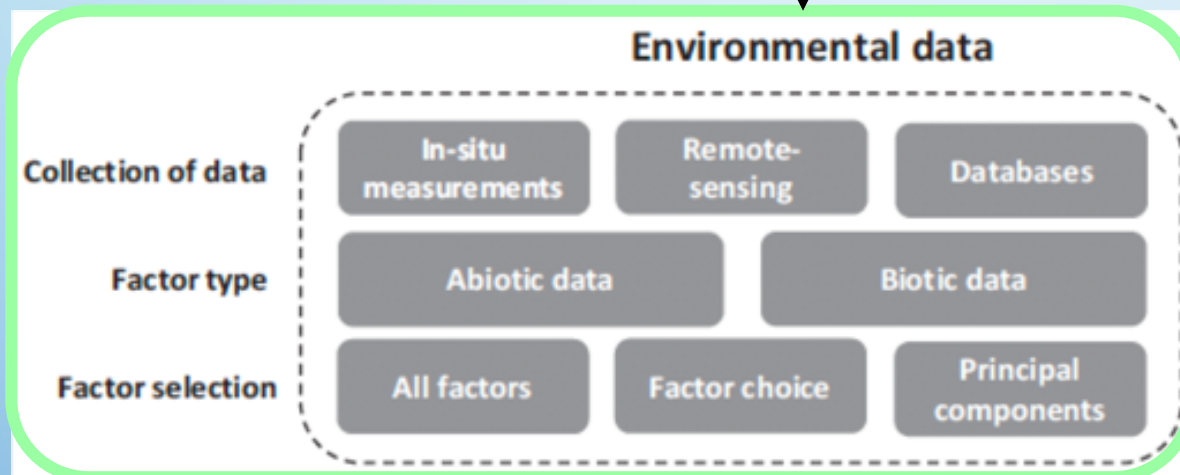 Environmental data
Collection of data
In-situ
measurements
Remote-
sensing
Databases
Factor type
Abiotic data
Biotic data
Factor selection
All factors
Factor choice
Principal
components